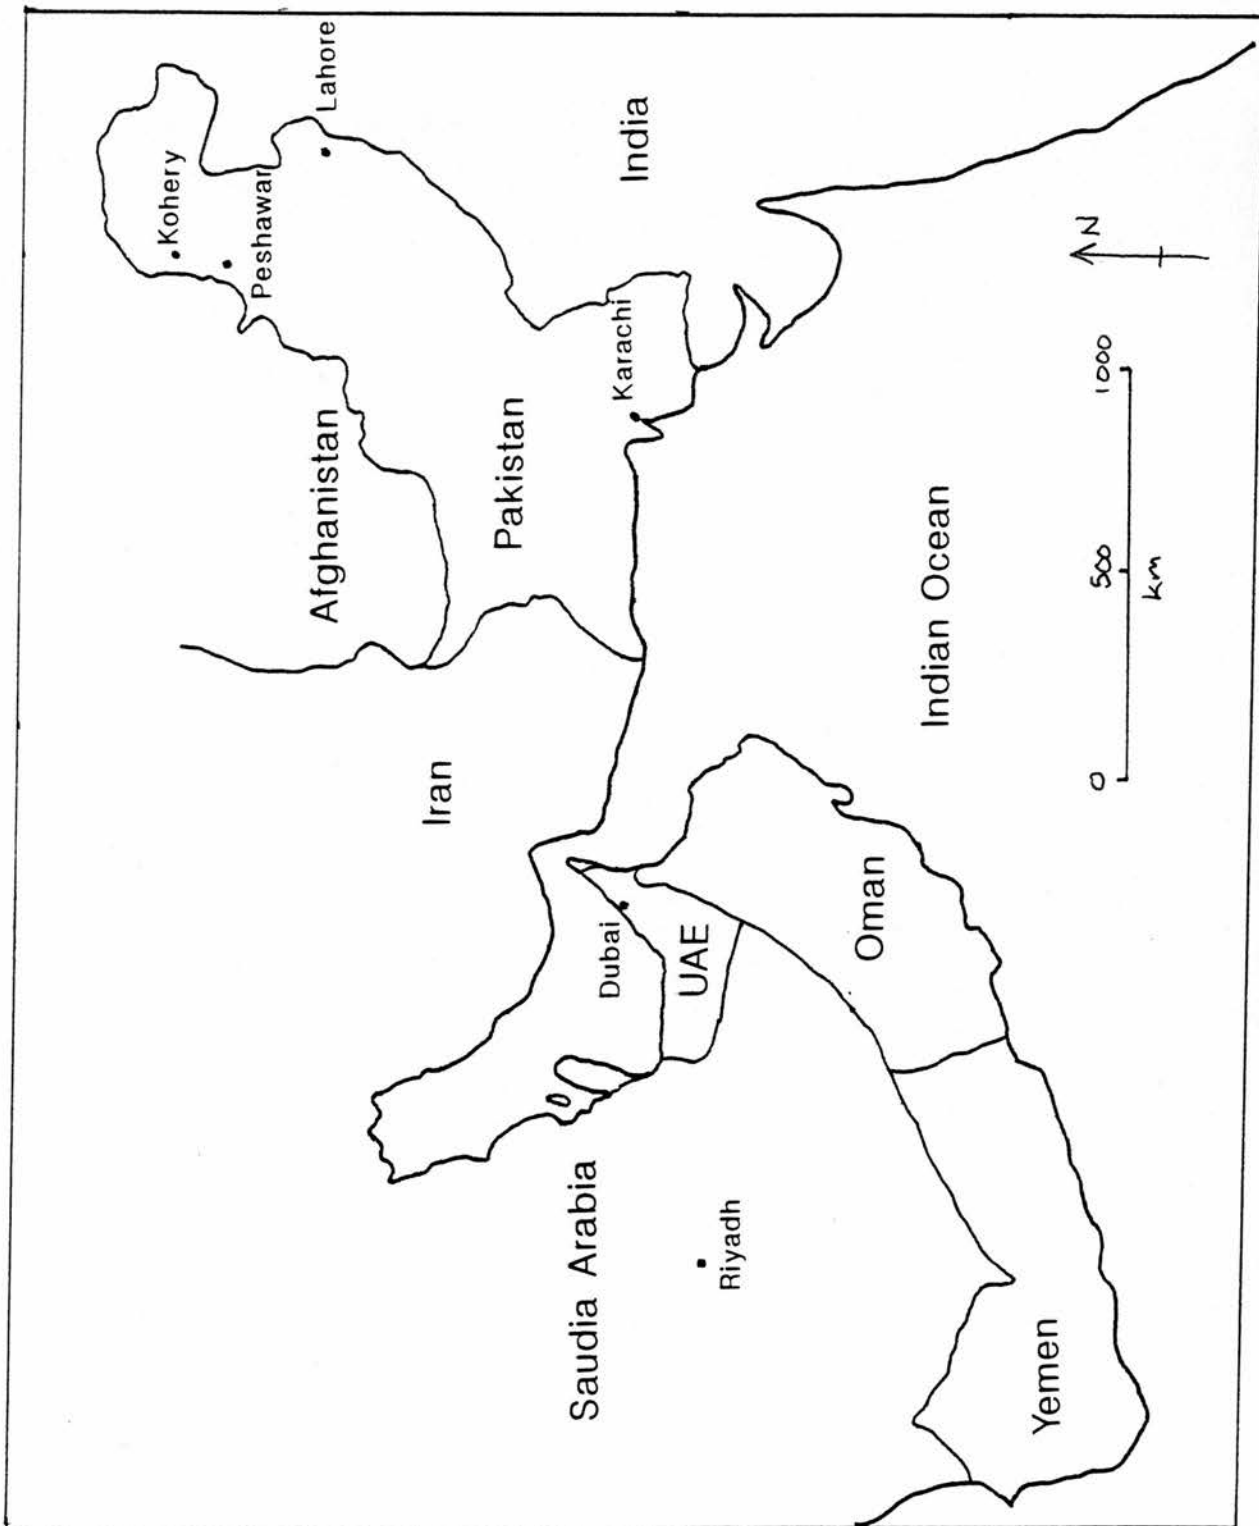 Kohery
Peshawar
Lahore
Afghanistan
Pakistan
India
Karachi
Iran
Dubai
UAE
Saudia Arabia
Riyadh
Oman
Yemen
Indian Ocean
N
0 500 1000
km